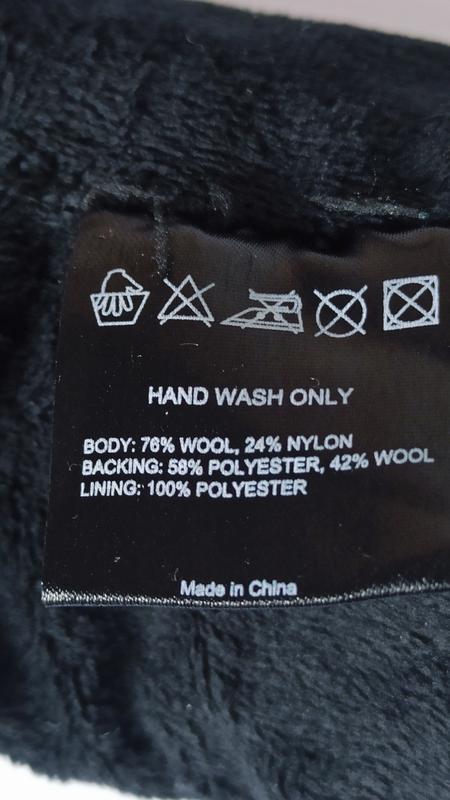 HAND WASH ONLY
BODY: 76% WOOL, 24% NYLON
BACKING: 58% POLYESTER, 42% WOOL
LINING: 100% POLYESTER
Made in China